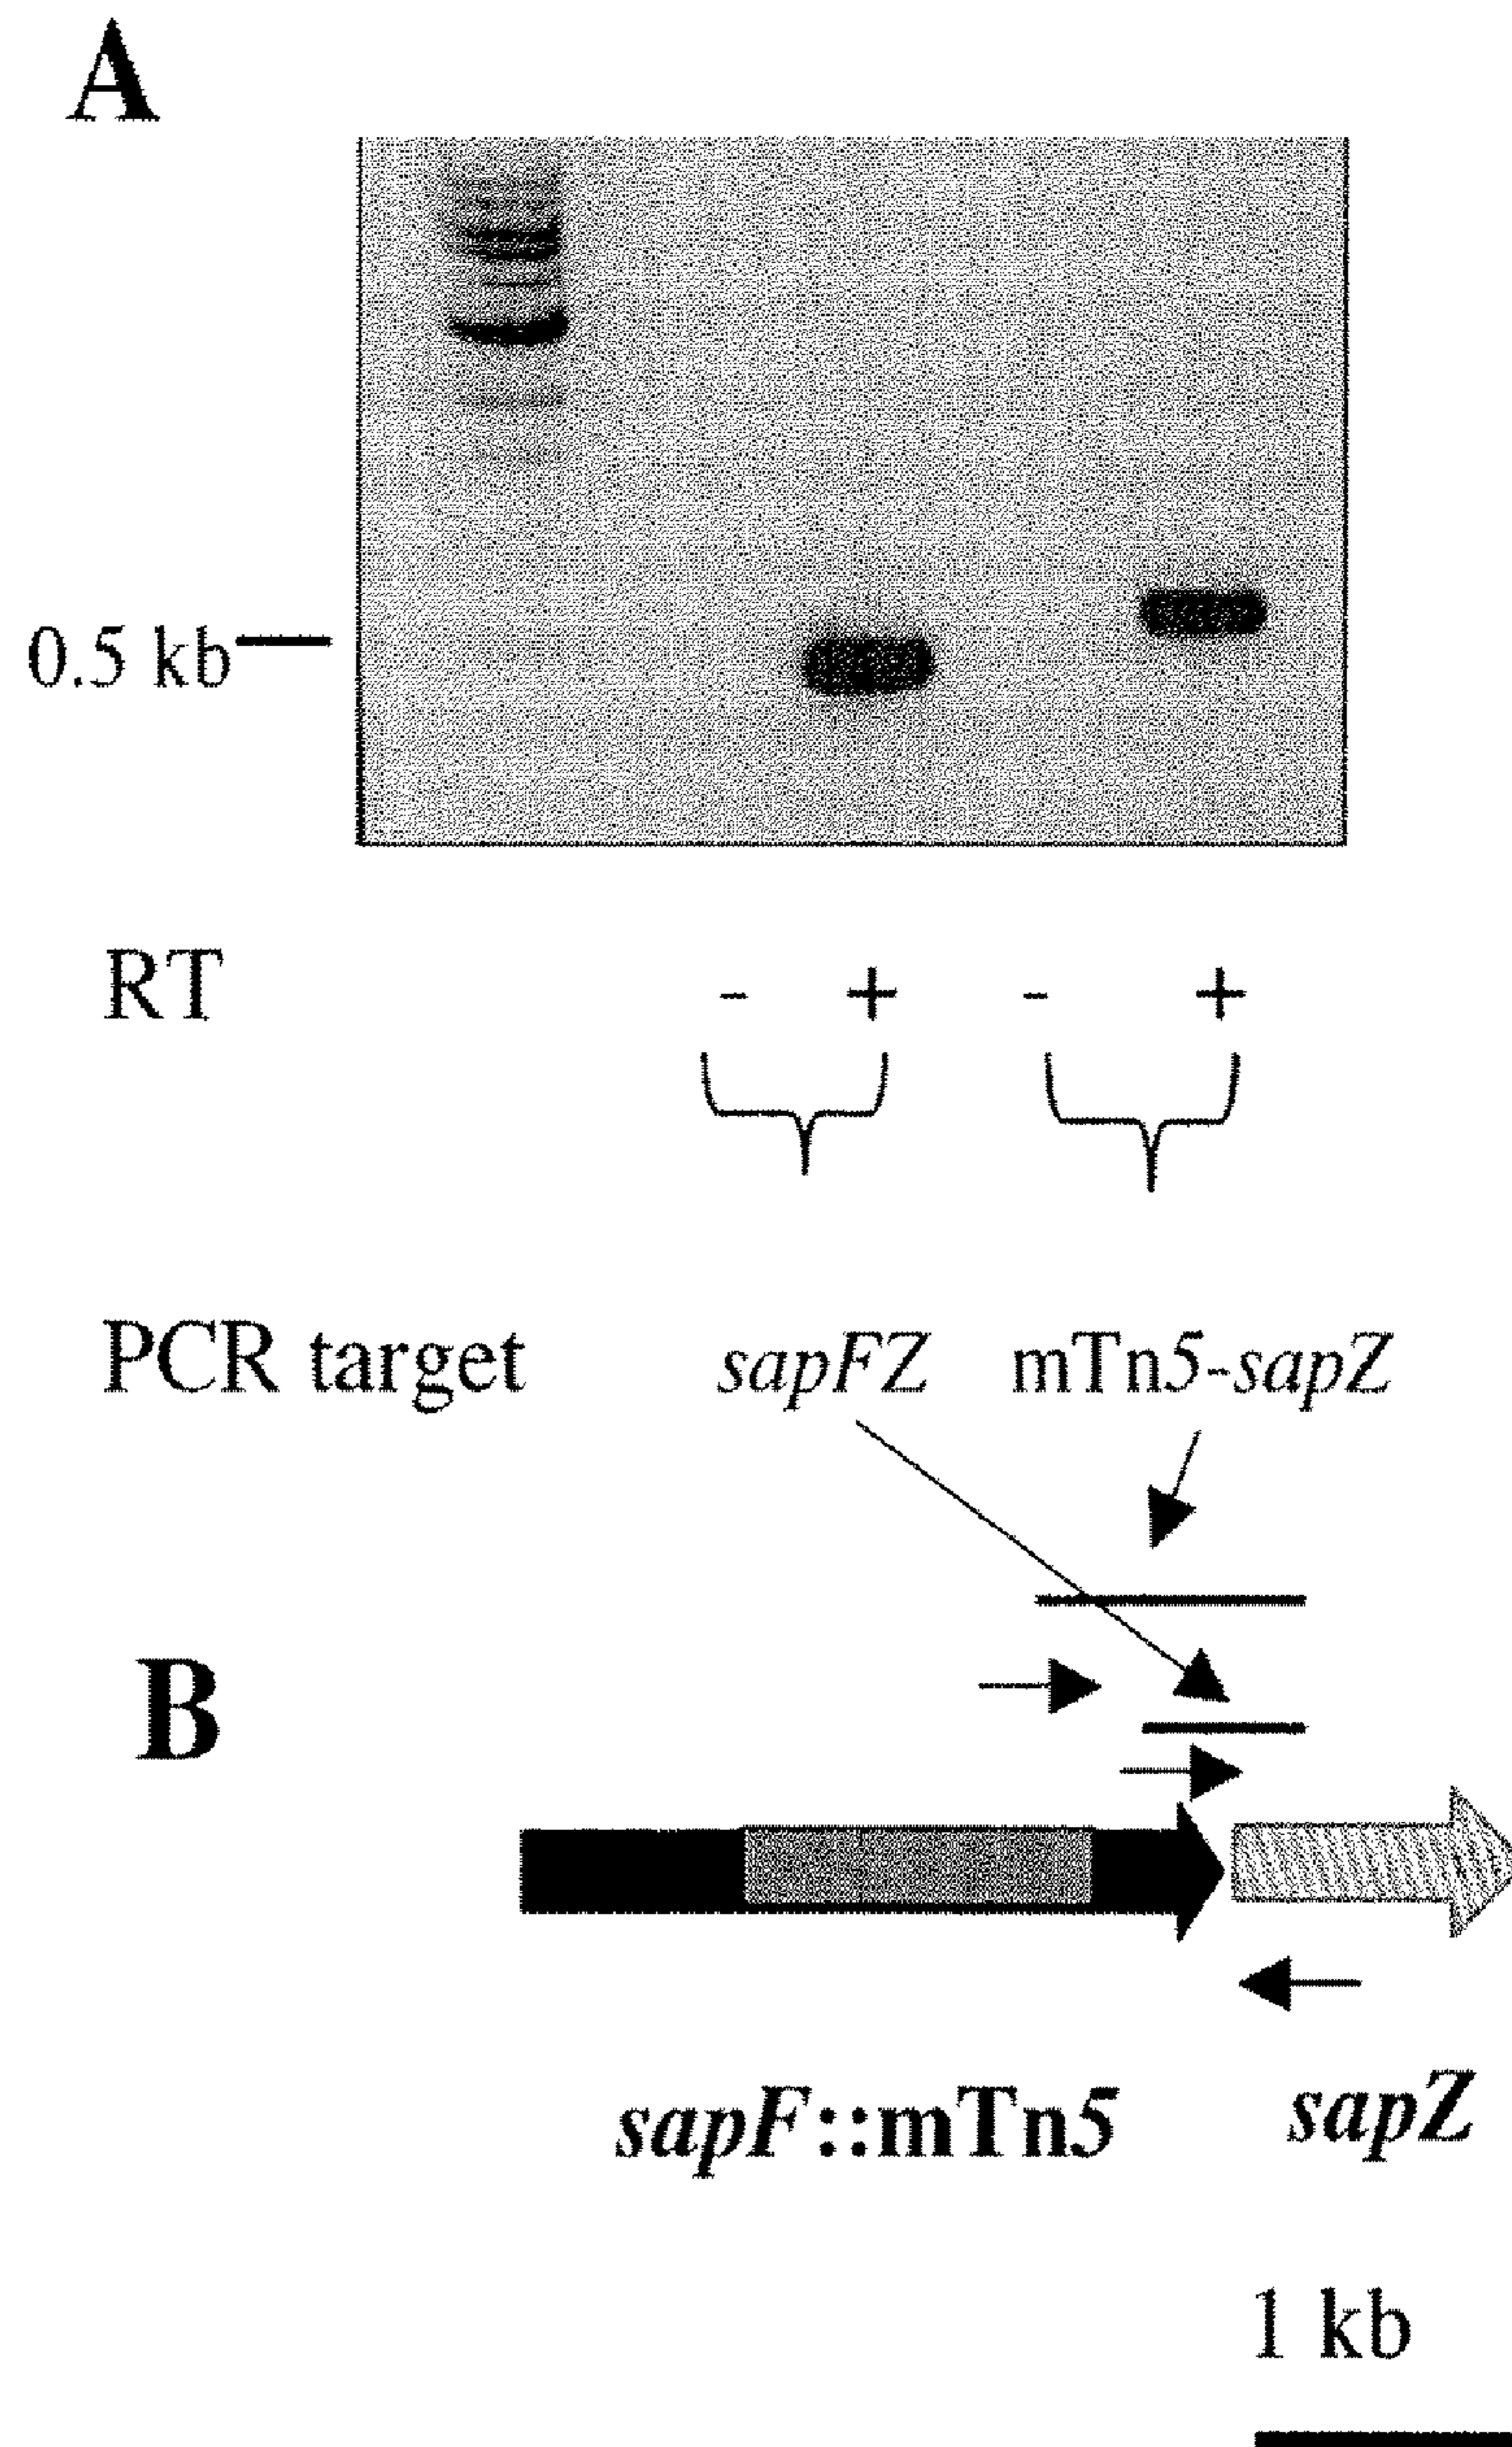 A
0.5 kb
RT - + - +
PCR target sapFZ mTn5-sapZ
B
sapF::mTn5 sapZ
1 kb